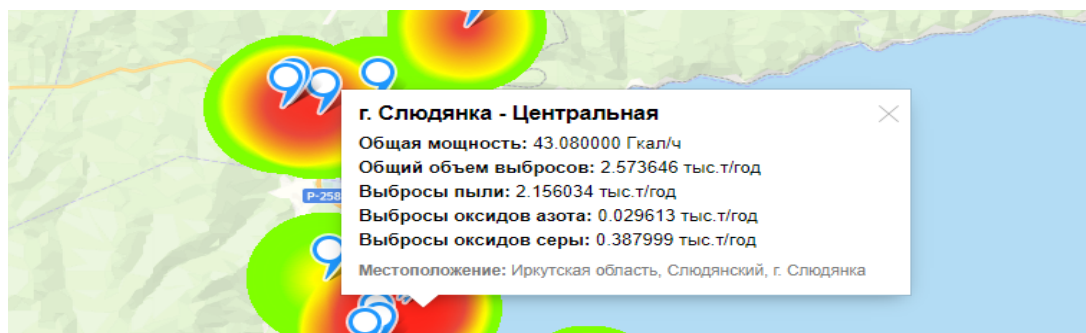 г. Слюдянка - Центральная
Общая мощность: 43.080000 Гкал/ч
Общий объем выбросов: 2.573646 тыс.т/год
Выбросы пыли: 2.156034 тыс.т/год
Р-258
Выбросы оксидов азота: 0.029613 тыс.т/год
Выбросы оксидов серы: 0.387999 тыс.т/год
Местоположение: Иркутская область, Слюдянский, г. Слюдянка